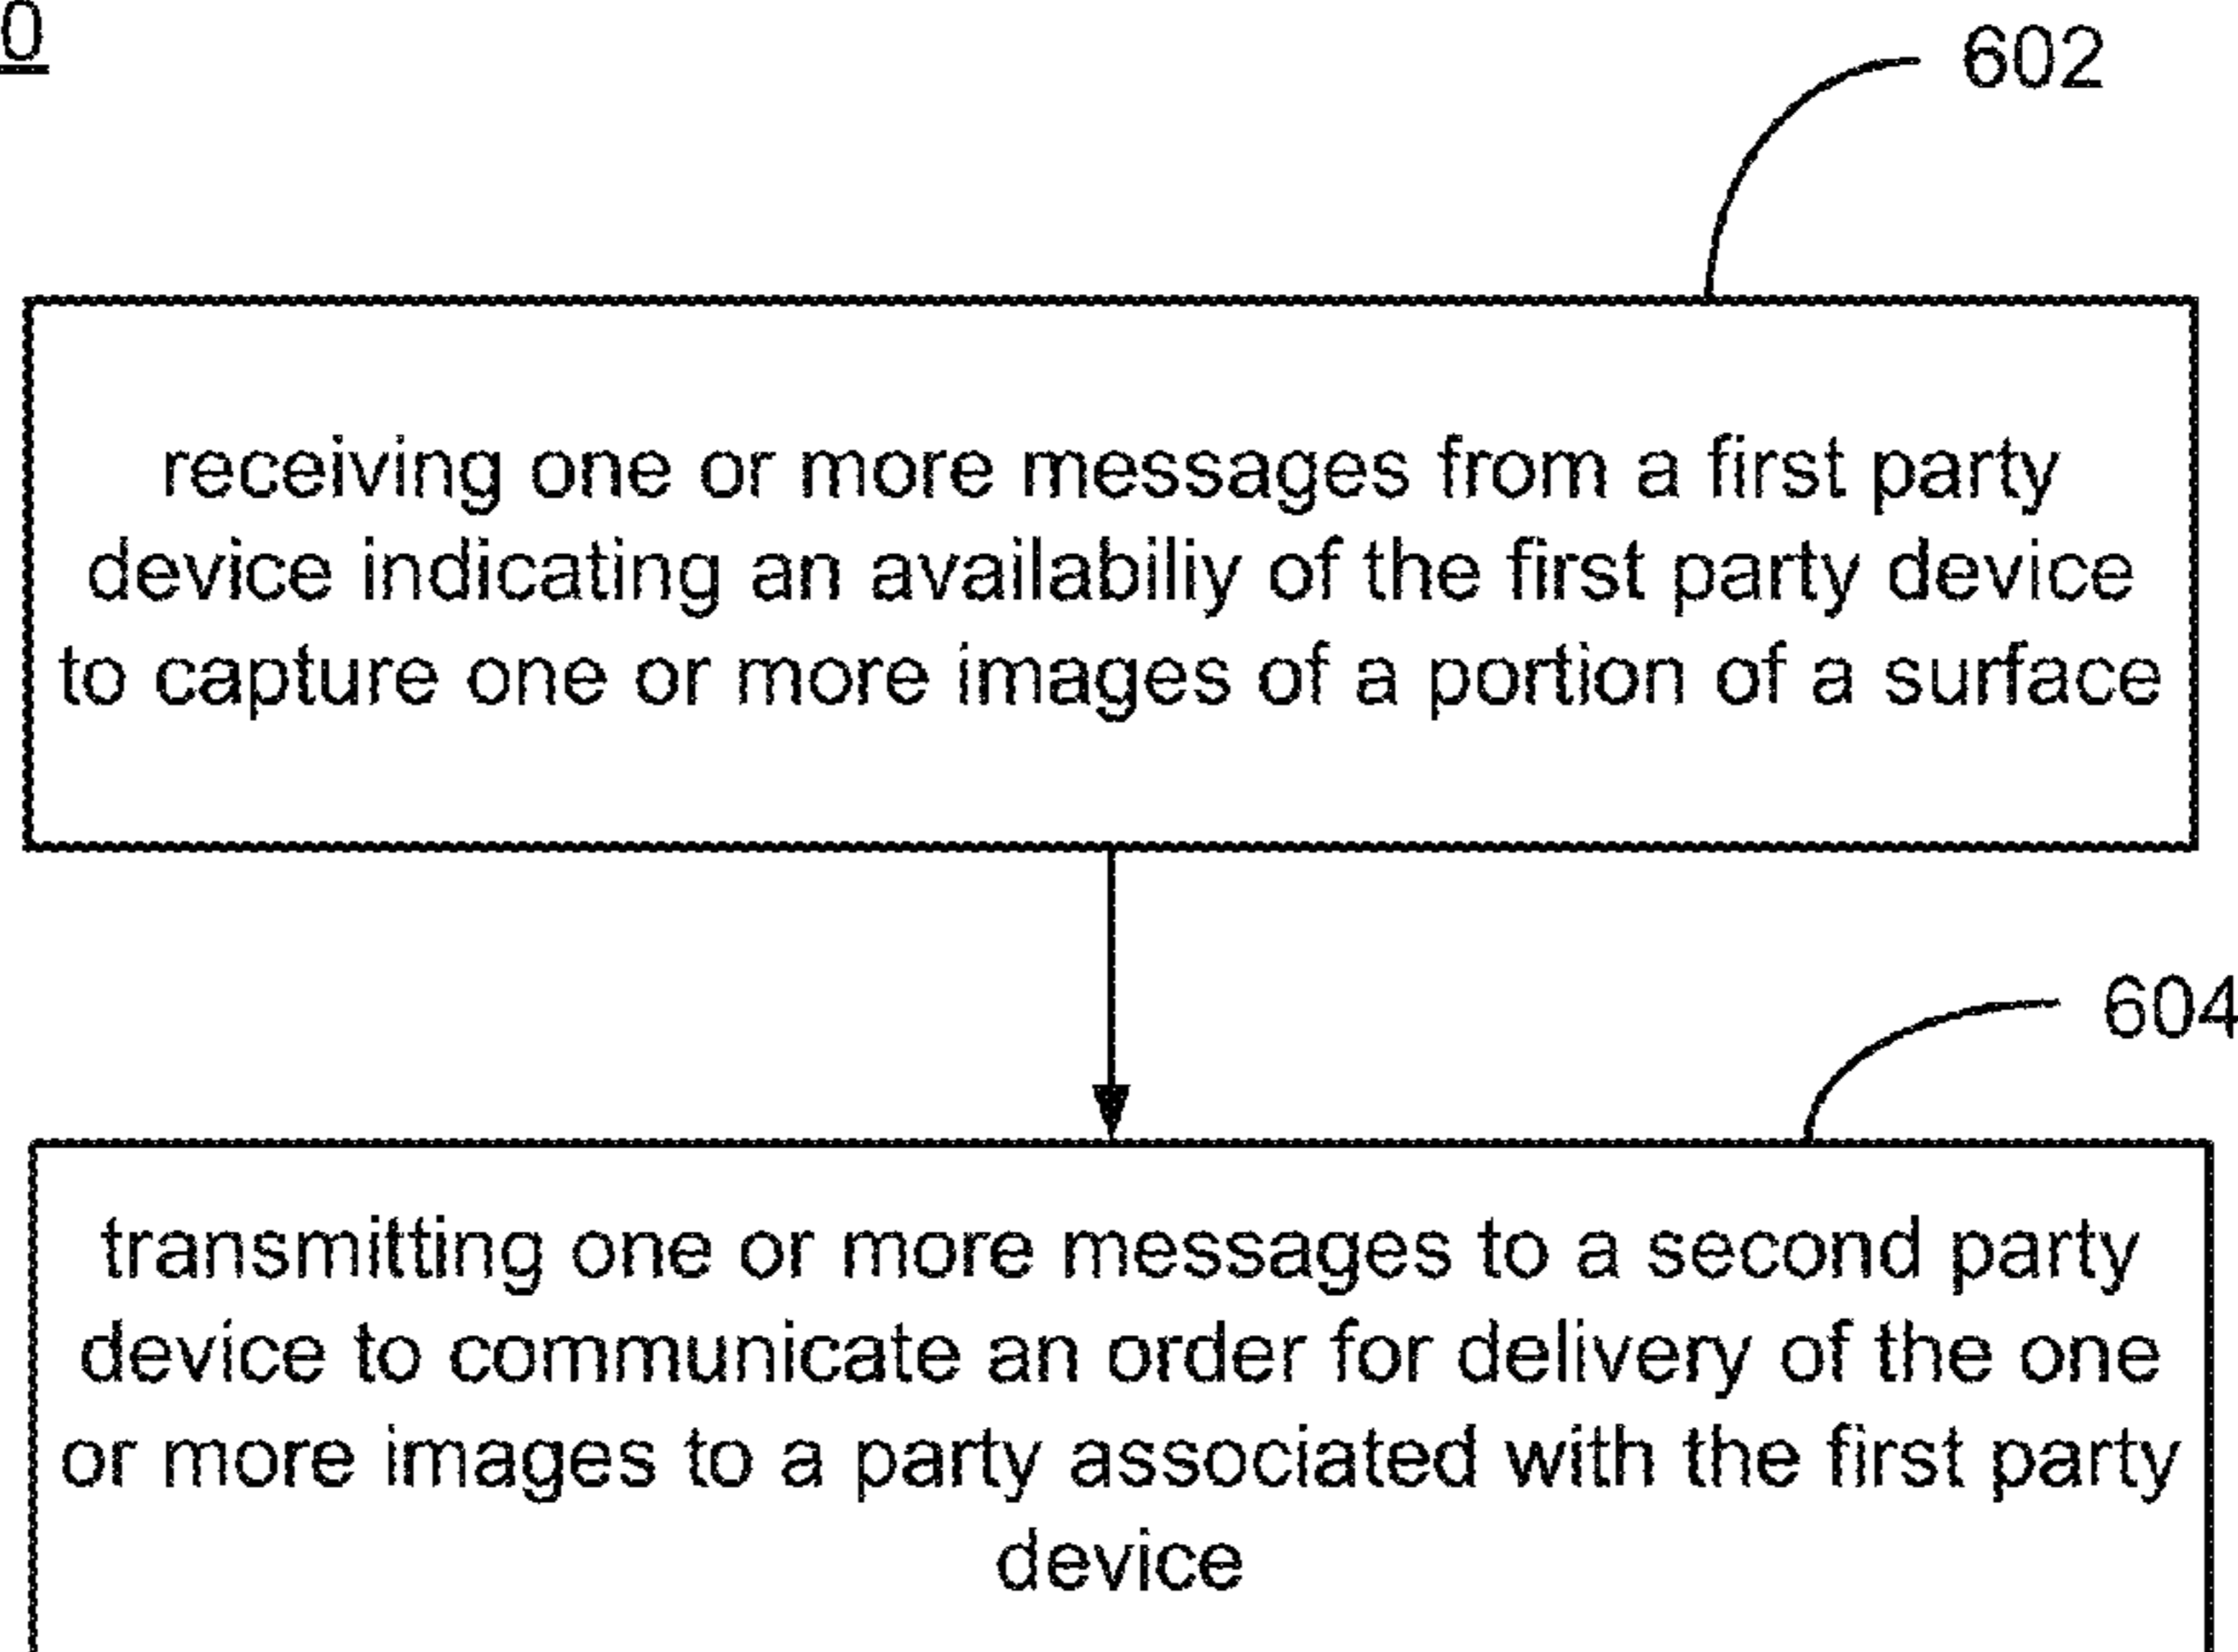 0
602
receiving one or more messages from a first party
device indicating an availabiliy of the first party device
to capture one or more images of a portion of a surface
604
transmitting one or more messages to a second party
device to communicate an order for delivery of the one
or more images to a party associated with the first party
device